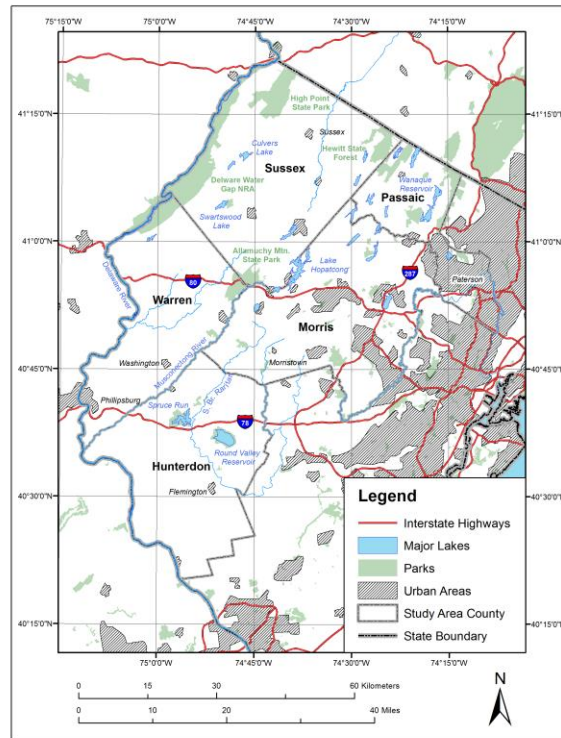 75°15'0"W 75°0'0"W 74°45'0"W 74°30'0"W 74°15'0"W
41°15'0"N 41°15'0"N
High Point
State Park
Sussex
Culvers
Lake
Hewitt State
Forest
Sussex
Wanaque
Reservoir
Delware Water
Gap NRA
Passaic
Swartswood
Lake
41°0'0"N 41°0'0"N
Allamuchy Mtn.
State Park
Lake
Hopatcong
Delaware River
80
287
Paterson
Warren
Morris
Musconectong River
Washington
Morristown
40°45'0"N 40°45'0"N
Phillipsburg
Spruce Run
S. Br. Raritan
78
Round Valley
Reservoir
Hunterdon
Flemington
40°30'0"N 40°30'0"N
Legend
Interstate Highways
Major Lakes
Parks
Urban Areas
Study Area County
State Boundary
40°15'0"N 40°15'0"N
75°0'0"W 74°45'0"W 74°30'0"W 74°15'0"W
0 15 30 60 Kilometers
0 10 20 40 Miles
N